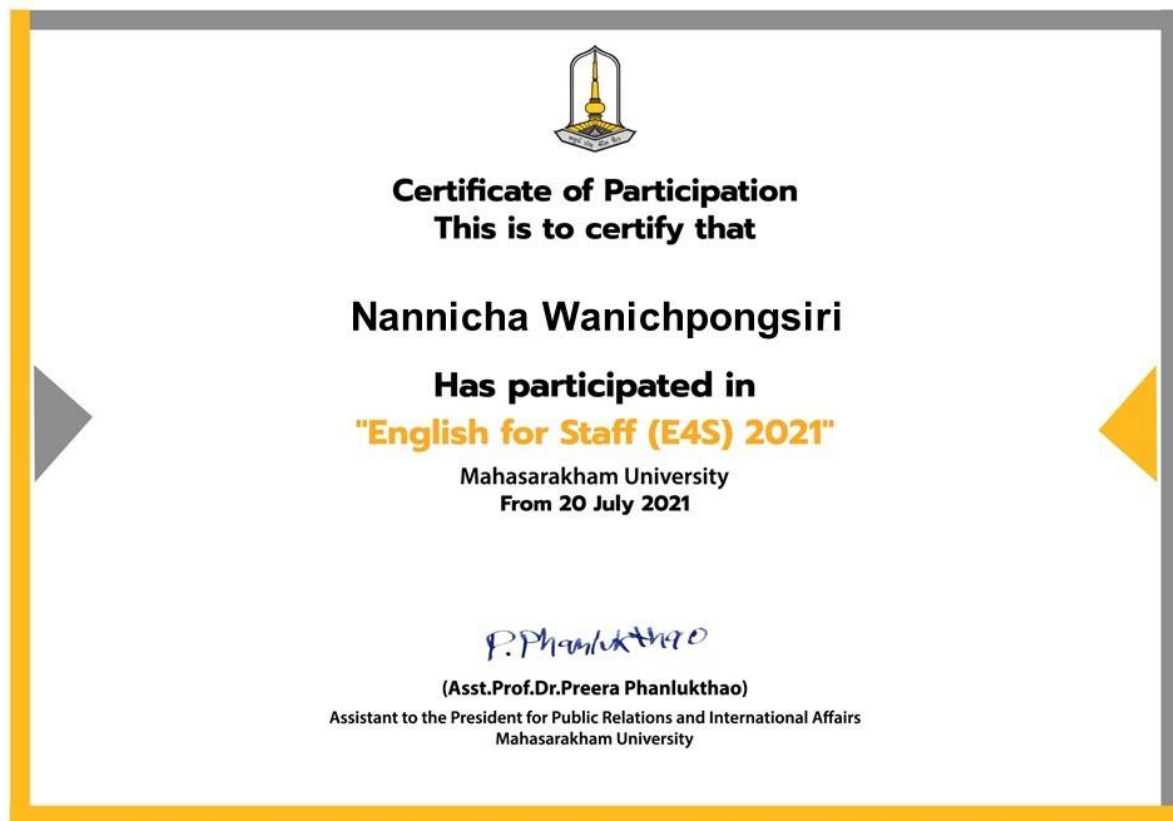 Certificate of Participation
This is to certify that
Nannicha Wanichpongsiri
Has participated in
"English for Staff (E4S) 2021"
Mahasarakham University
From 20 July 2021
P.Phanlukthao
(Asst.Prof.Dr.Preera Phanlukthao)
Assistant to the President for Public Relations and International Affairs
Mahasarakham University